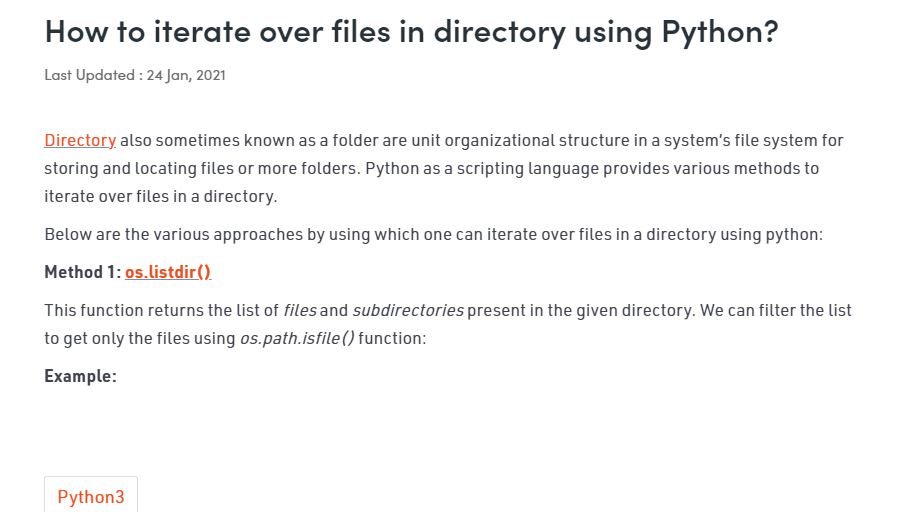 How to iterate over files in directory using Python?
Last Updated : 24 Jan, 2021
Directory also sometimes known as a folder are unit organizational structure in a system's file system for
storing and locating files or more folders. Python as a scripting language provides various methods to
iterate over files in a directory.
Below are the various approaches by using which one can iterate over files in a directory using python:
Method 1: os.listdir()
This function returns the list of files and subdirectories present in the given directory. We can filter the list
to get only the files using os.path.isfile() function:
Example:
Python3